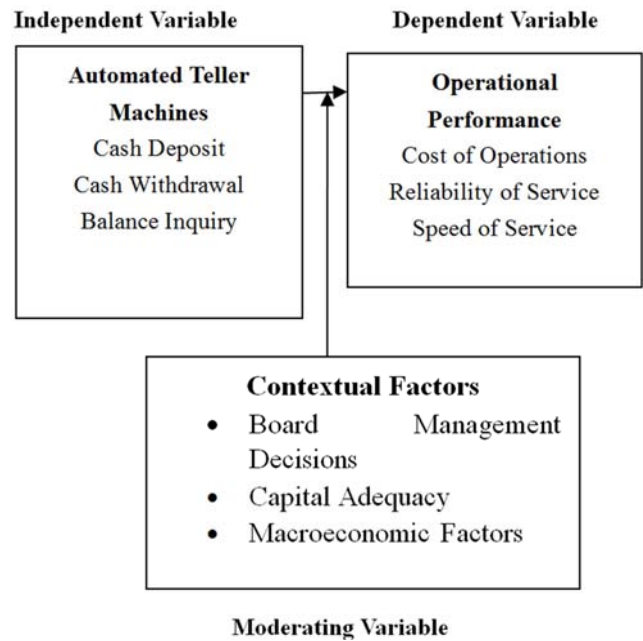 Independent Variable
Automated Teller
Machines
Cash Deposit
Cash Withdrawal
Balance Inquiry
Dependent Variable
Operational
Performance
Cost of Operations
Reliability of Service
Speed of Service
Contextual Factors
• Board Management
Decisions
• Capital Adequacy
• Macroeconomic Factors
Moderating Variable